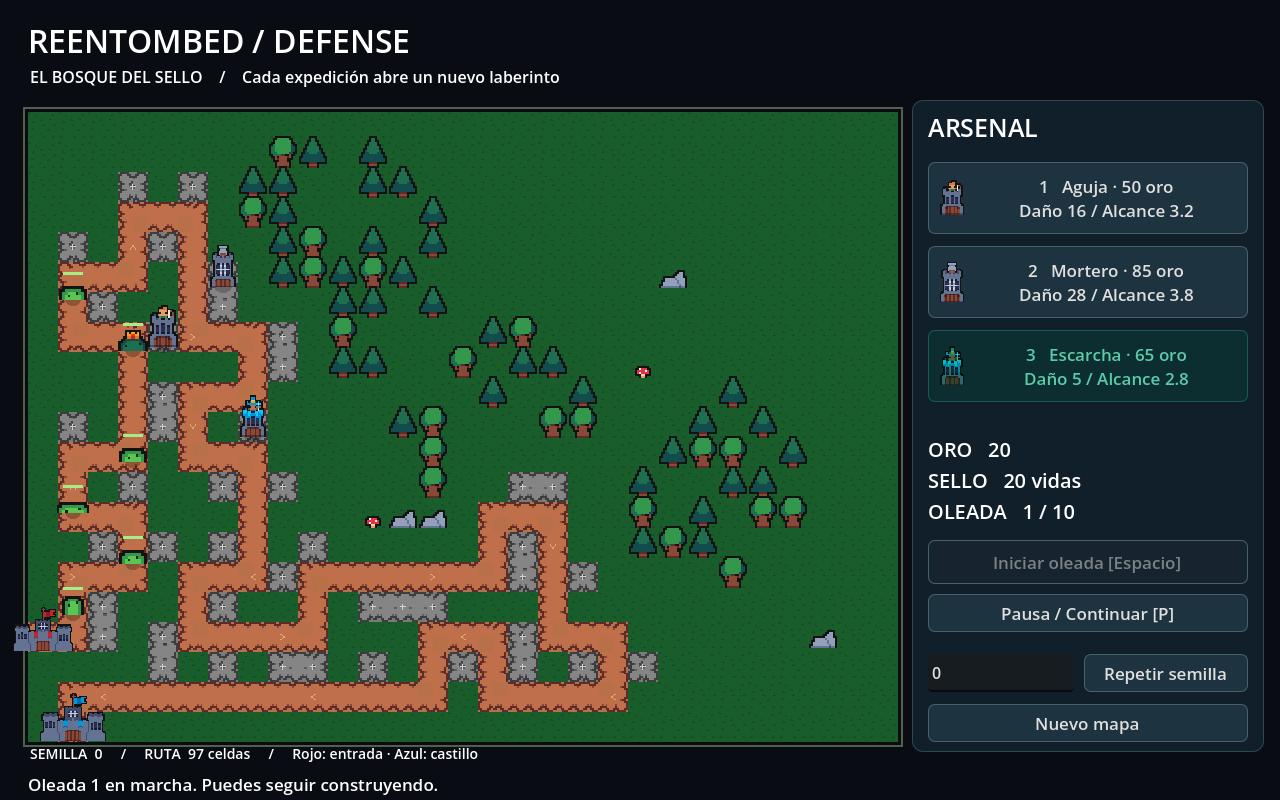 REENTOMBED / DEFENSE
EL BOSQUE DEL SELLO / Cada expedición abre un nuevo laberinto
ARSENAL
1 Aguja · 50 oro
Daño 16 / Alcance 3.2
2 Mortero · 85 oro
Daño 28 / Alcance 3.8
3 Escarcha · 65 oro
Daño 5 / Alcance 2.8
ORO 20
SELLO 20 vidas
OLEADA 1 / 10
Iniciar oleada [Espacio]
Pausa / Continuar [P]
0
Repetir semilla
Nuevo mapa
SEMILLA 0 / RUTA 97 celdas / Rojo: entrada · Azul: castillo
Oleada 1 en marcha. Puedes seguir construyendo.